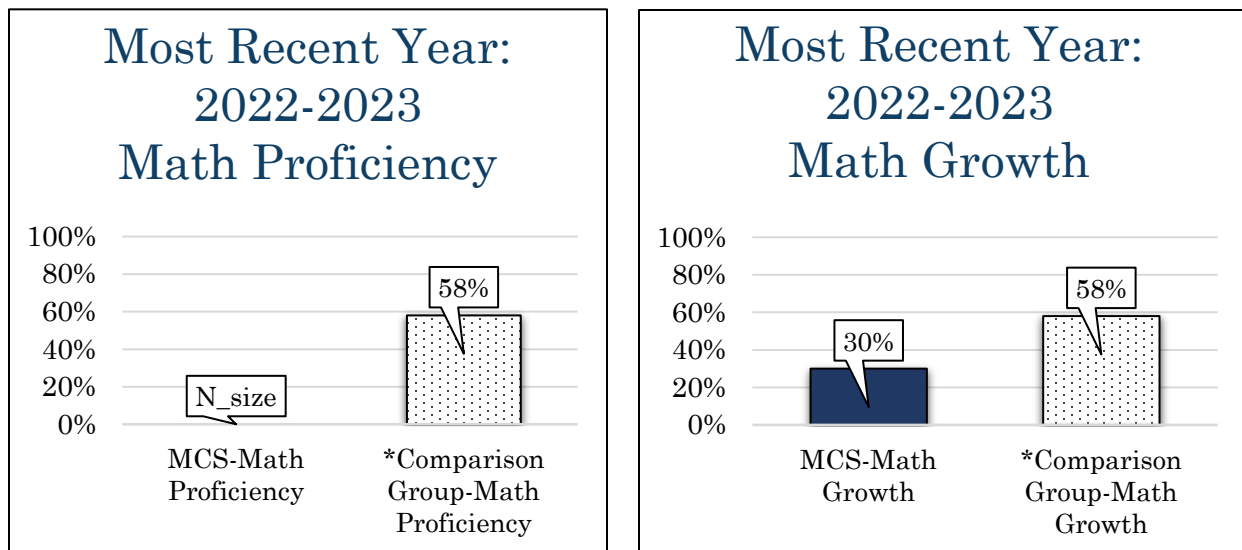 Most Recent Year:
2022-2023
Math Proficiency
100%
80%
60%
40%
20%
0%
58%
N_size
MCS-Math
Proficiency
*Comparison
Group-Math
Proficiency
Most Recent Year:
2022-2023
Math Growth
100%
80%
60%
40%
20%
0%
30%
58%
MCS-Math
Growth
*Comparison
Group-Math
Growth